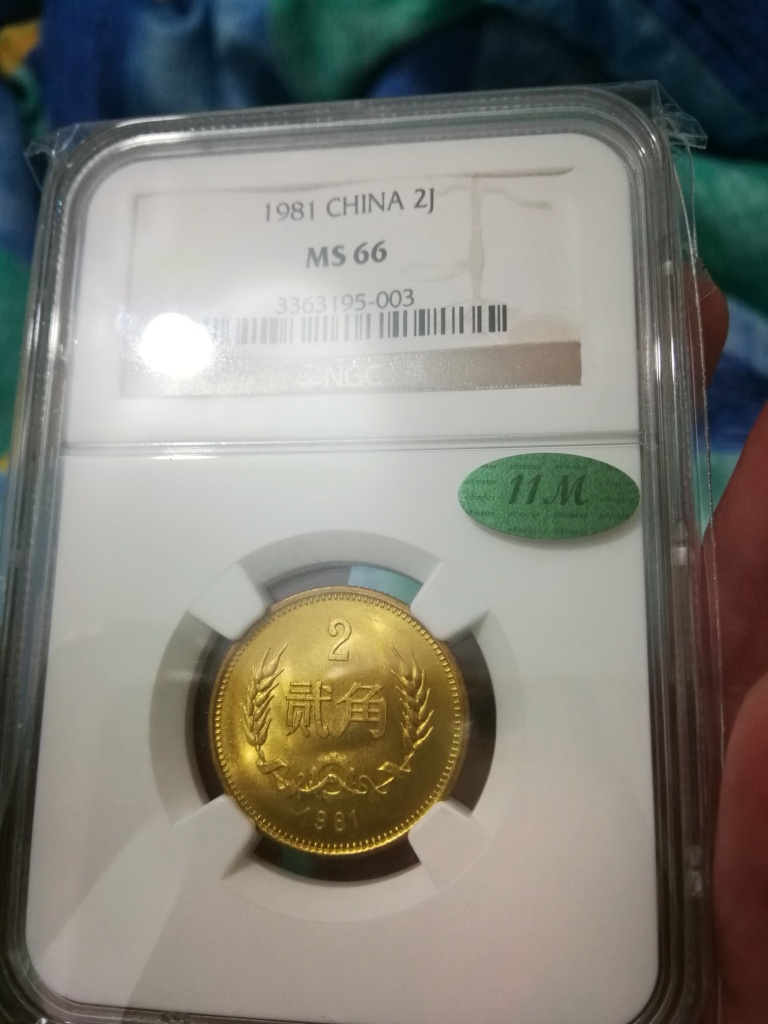 1981 CHINA 2J
MS 66
3363195-003
NGC
11M
2
贰角
1981